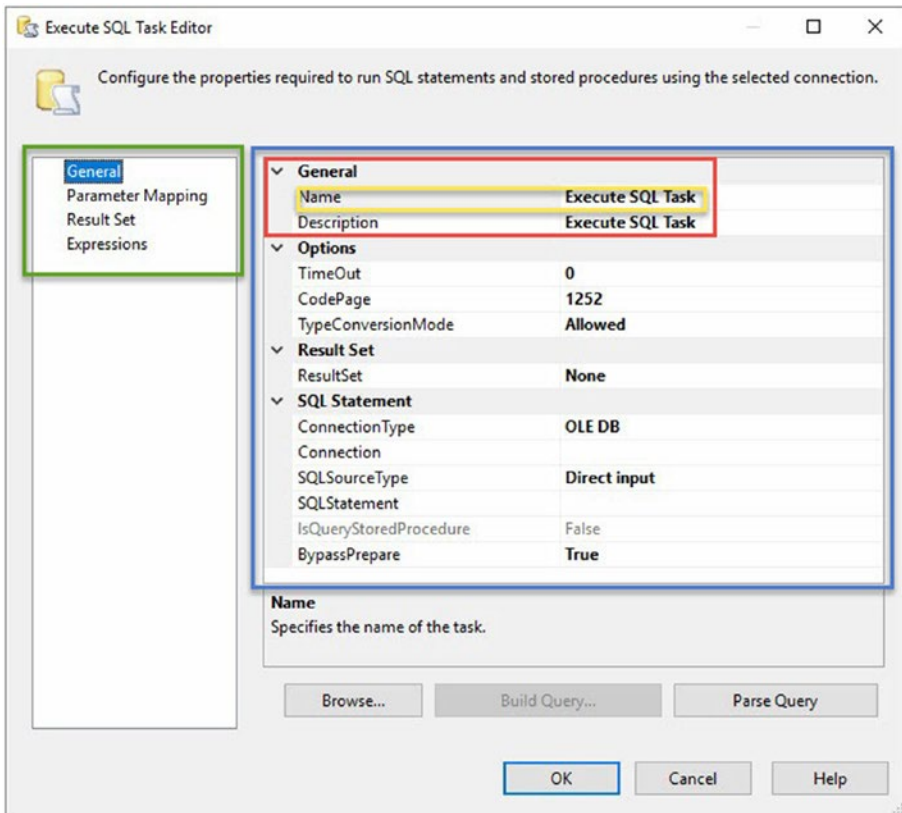 Execute SQL Task Editor
Configure the properties required to run SQL statements and stored procedures using the selected connection.
General
Parameter Mapping
Result Set
Expressions
General
Name Execute SQL Task
Description Execute SQL Task
Options
TimeOut 0
CodePage 1252
TypeConversionMode Allowed
Result Set
ResultSet None
SQL Statement
ConnectionType OLE DB
Connection
SQLSourceType Direct input
SQLStatement
IsQueryStoredProcedure False
BypassPrepare True
Name
Specifies the name of the task.
Browse... Build Query... Parse Query
OK Cancel Help